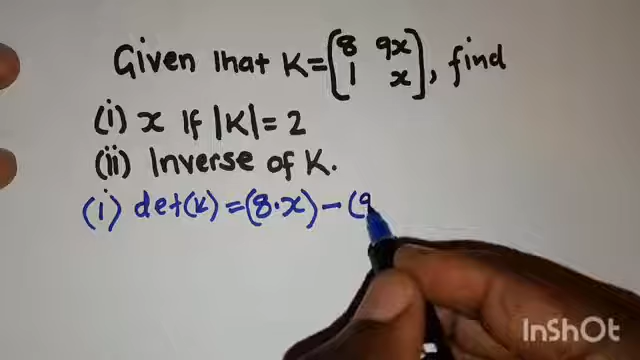 Given that K = (8 9x
1 x), find
(i) x If |K| = 2
(ii) Inverse of K.
(i) det(K) = (8·x) − (9
InShOt